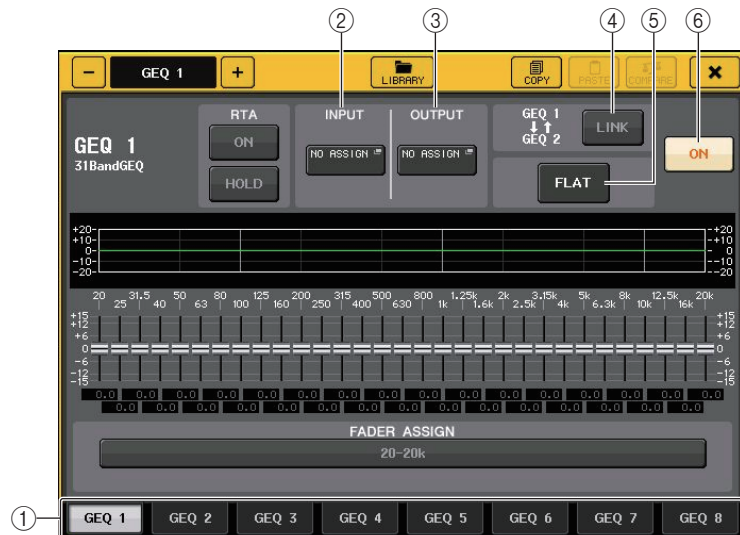 ② ③ ④ ⑤ ⑥
− GEQ 1 + LIBRARY COPY PASTE COMPARE ×
GEQ 1
31BandGEQ
RTA
ON
HOLD
INPUT
NO ASSIGN
OUTPUT
NO ASSIGN
GEQ 1
↓↑
GEQ 2
LINK
FLAT
ON
+20 +20
+10 +10
0 0
-10 -10
-20 -20
20 31.5 50 80 125 200 315 500 800 1.25k 2k 3.15k 5k 8k 12.5k 20k
25 40 63 100 160 250 400 630 1k 1.6k 2.5k 4k 6.3k 10k 16k
+15 +15
+12 +12
+6 +6
0 0
-6 -6
-12 -12
-15 -15
0.0 0.0 0.0 0.0 0.0 0.0 0.0 0.0 0.0 0.0 0.0 0.0 0.0 0.0 0.0 0.0
0.0 0.0 0.0 0.0 0.0 0.0 0.0 0.0 0.0 0.0 0.0 0.0 0.0 0.0 0.0
FADER ASSIGN
20-20k
① GEQ 1 GEQ 2 GEQ 3 GEQ 4 GEQ 5 GEQ 6 GEQ 7 GEQ 8